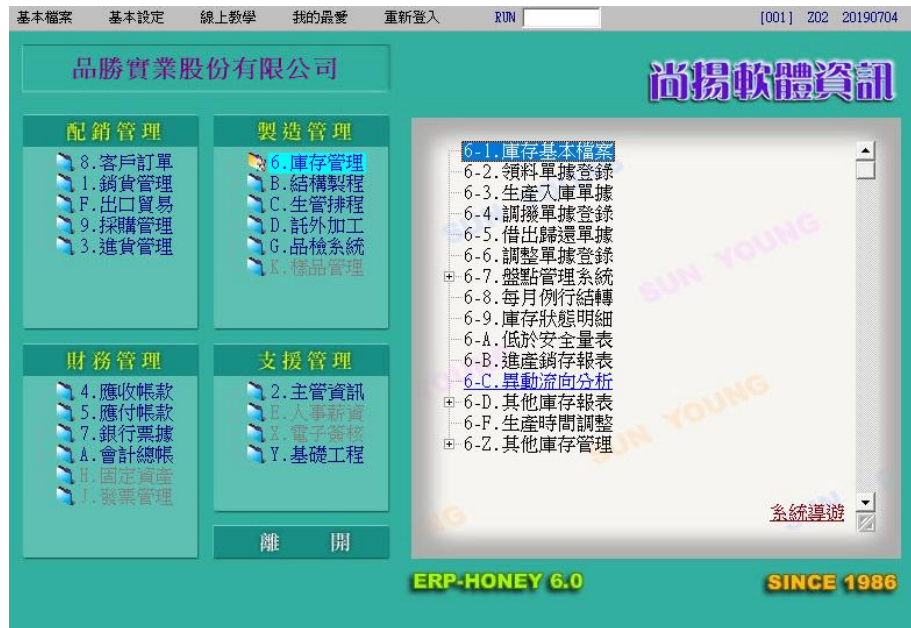 基本檔案 基本設定 線上教學 我的最愛 重新登入 RUN [001] Z02 20190704
品勝實業股份有限公司
尚揚軟體資訊
配銷管理
8.客戶訂單
1.銷貨管理
F.出口貿易
9.採購管理
3.進貨管理
製造管理
6.庫存管理
B.結構製程
C.生管排程
D.託外加工
G.品檢系統
K.樣品管理
財務管理
4.應收帳款
5.應付帳款
7.銀行票據
A.會計總帳
H.固定資產
J.發票管理
支援管理
2.主管資訊
E.人事薪資
X.電子簽核
Y.基礎工程
離 開
6-1.庫存基本檔案
6-2.領料單據登錄
6-3.生產入庫單據
6-4.調撥單據登錄
6-5.借出歸還單據
6-6.調整單據登錄
6-7.盤點管理系統
6-8.每月例行結轉
6-9.庫存狀態明細
6-A.低於安全量表
6-B.進產銷存報表
6-C.異動流向分析
6-D.其他庫存報表
6-F.生產時間調整
6-Z.其他庫存管理
SUN YOUNG
SUN YOUNG
系統導遊
ERP-HONEY 6.0
SINCE 1986